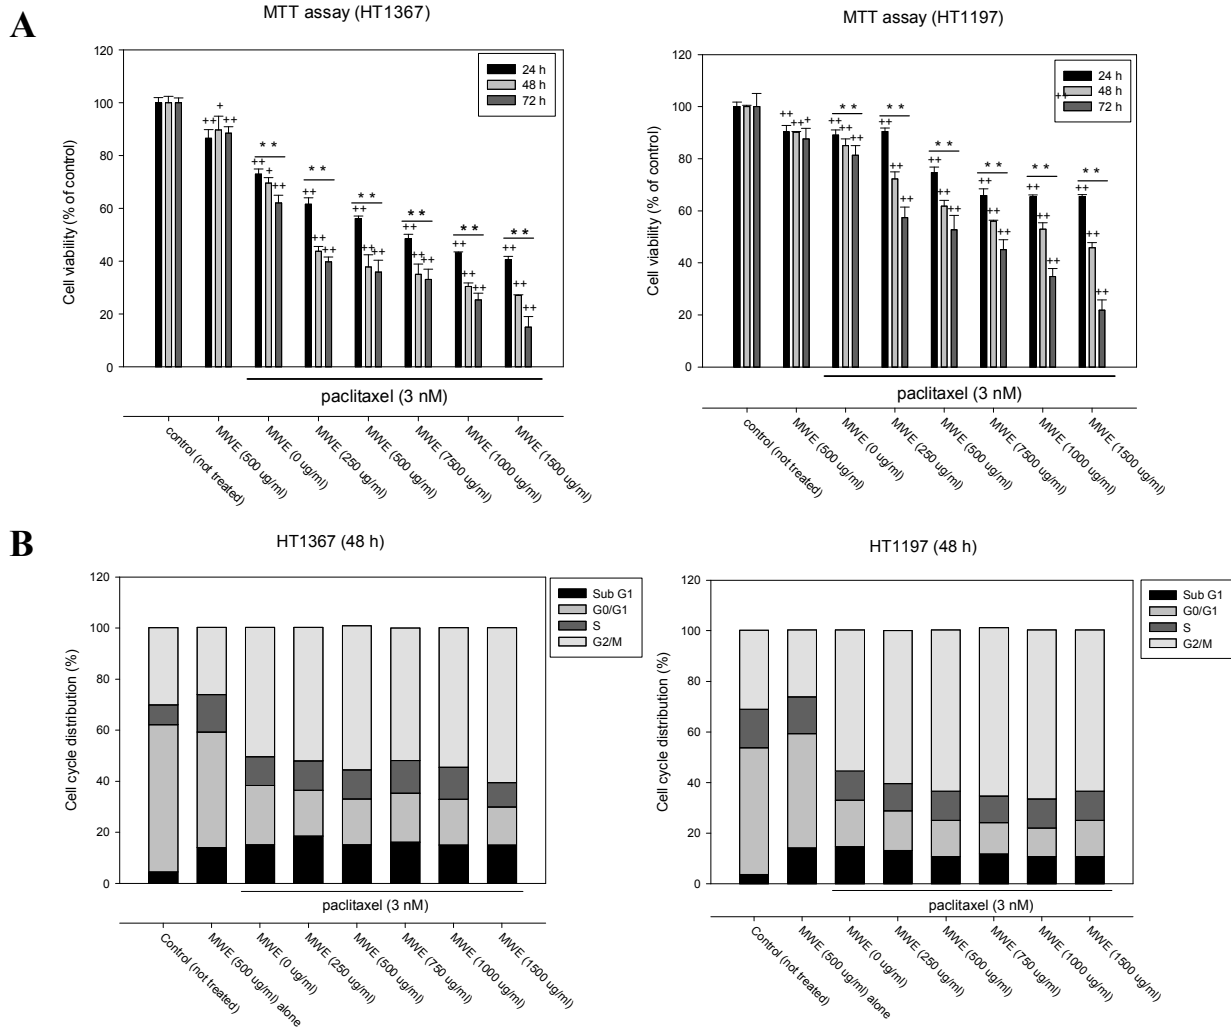 A
MTT assay (HT1367)
Cell viability (% of control)
120
100
80
60
40
20
0
24 h
48 h
72 h
++
+
++
++
+
++
* *
++
++
++
* *
++
++
++
* *
++
++
++
* *
++
++
++
* *
++
++
++
* *
paclitaxel (3 nM)
control (not treated)
MWE (500 ug/ml)
MWE (0 ug/ml)
MWE (250 ug/ml)
MWE (500 ug/ml)
MWE (7500 ug/ml)
MWE (1000 ug/ml)
MWE (1500 ug/ml)
MTT assay (HT1197)
Cell viability (% of control)
120
100
80
60
40
20
0
24 h
48 h
72 h
++
++
++
+
++
++
++
* *
++
++
++
* *
++
++
++
* *
++
++
++
* *
++
++
++
* *
++
++
++
* *
paclitaxel (3 nM)
control (not treated)
MWE (500 ug/ml)
MWE (0 ug/ml)
MWE (250 ug/ml)
MWE (500 ug/ml)
MWE (7500 ug/ml)
MWE (1000 ug/ml)
MWE (1500 ug/ml)
B
HT1367 (48 h)
Cell cycle distribution (%)
120
100
80
60
40
20
0
Sub G1
G0/G1
S
G2/M
paclitaxel (3 nM)
Control (not treated)
MWE (500 ug/ml) alone
MWE (0 ug/ml)
MWE (250 ug/ml)
MWE (500 ug/ml)
MWE (750 ug/ml)
MWE (1000 ug/ml)
MWE (1500 ug/ml)
HT1197 (48 h)
Cell cycle distribution (%)
120
100
80
60
40
20
0
Sub G1
G0/G1
S
G2/M
paclitaxel (3 nM)
Control (not treated)
MWE (500 ug/ml) alone
MWE (0 ug/ml)
MWE (250 ug/ml)
MWE (500 ug/ml)
MWE (750 ug/ml)
MWE (1000 ug/ml)
MWE (1500 ug/ml)